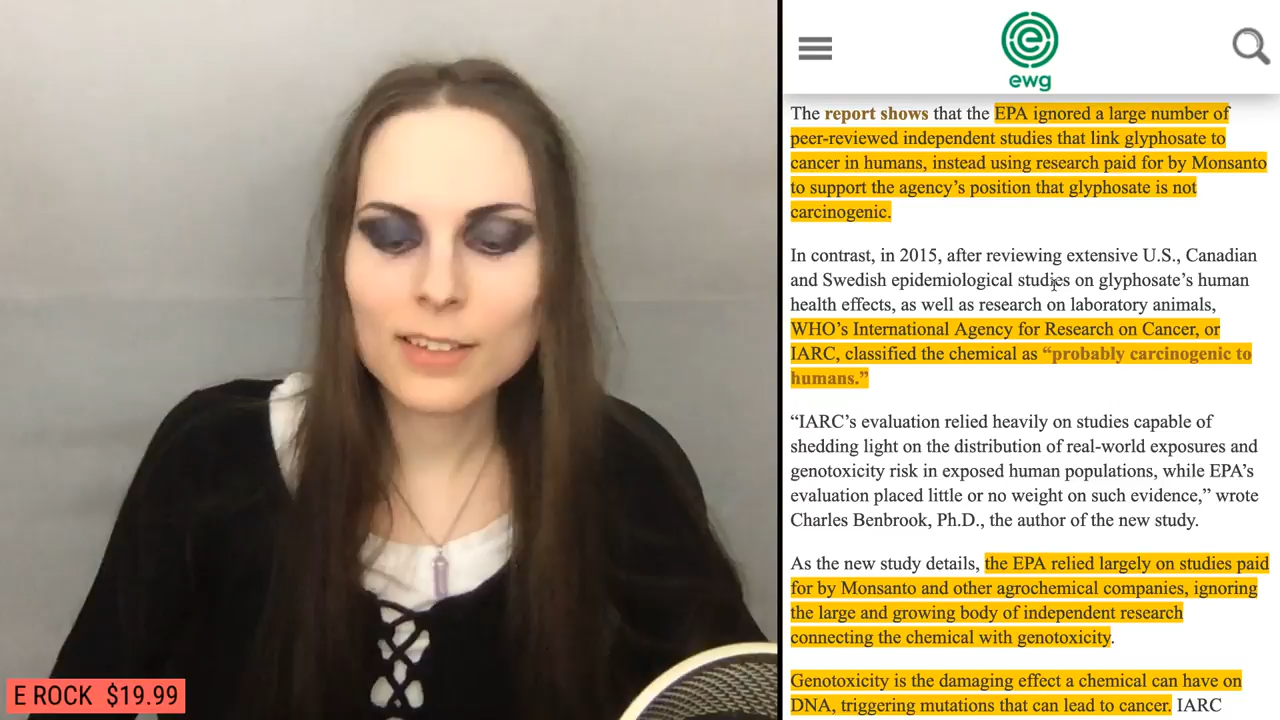 ewg
The report shows that the EPA ignored a large number of
peer-reviewed independent studies that link glyphosate to
cancer in humans, instead using research paid for by Monsanto
to support the agency’s position that glyphosate is not
carcinogenic.
In contrast, in 2015, after reviewing extensive U.S., Canadian
and Swedish epidemiological studies on glyphosate’s human
health effects, as well as research on laboratory animals,
WHO’s International Agency for Research on Cancer, or
IARC, classified the chemical as “probably carcinogenic to
humans.”
“IARC’s evaluation relied heavily on studies capable of
shedding light on the distribution of real-world exposures and
genotoxicity risk in exposed human populations, while EPA’s
evaluation placed little or no weight on such evidence,” wrote
Charles Benbrook, Ph.D., the author of the new study.
As the new study details, the EPA relied largely on studies paid
for by Monsanto and other agrochemical companies, ignoring
the large and growing body of independent research
connecting the chemical with genotoxicity.
Genotoxicity is the damaging effect a chemical can have on
DNA, triggering mutations that can lead to cancer. IARC
E ROCK $19.99